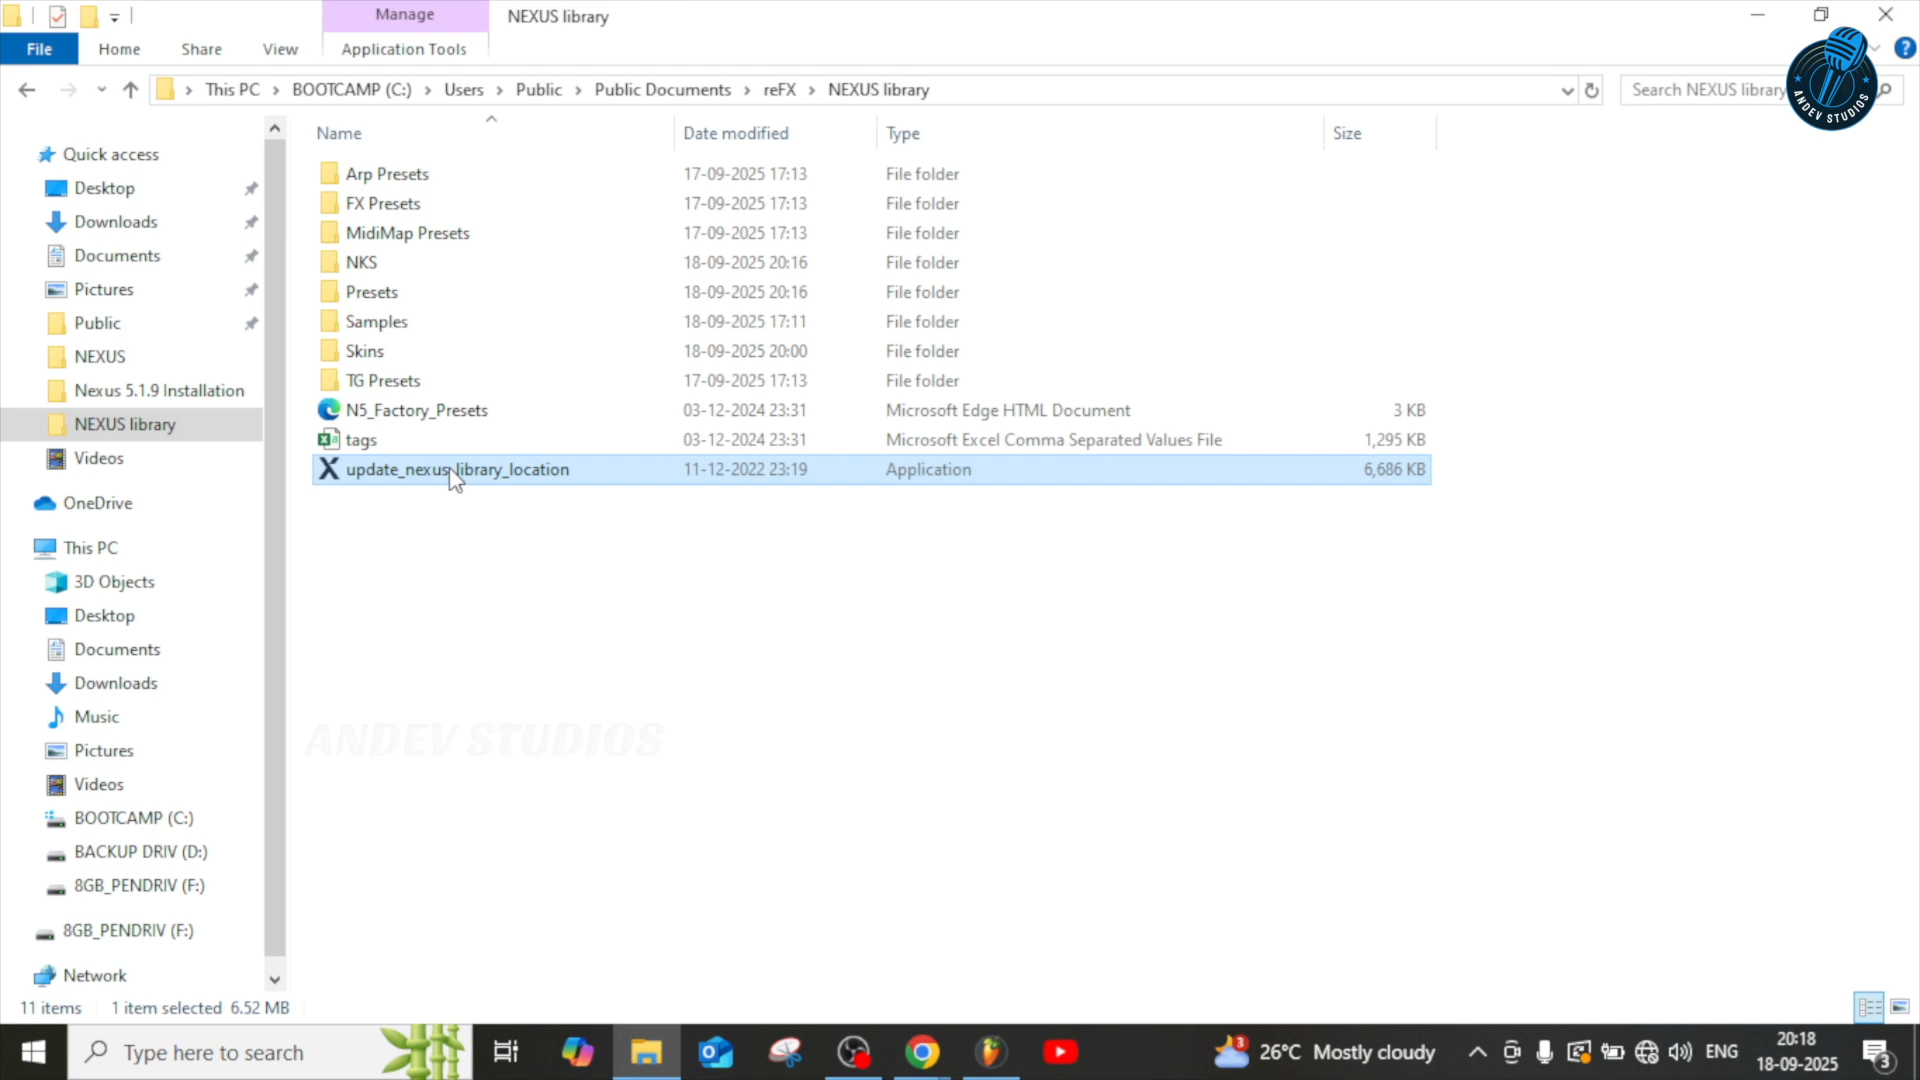 Manage
NEXUS library
File
Home
Share
View
Application Tools
This PC
BOOTCAMP (C:)
Users
Public
Public Documents
reFX
NEXUS library
Search NEXUS library
ANDEV STUDIOS
Name
Date modified
Type
Size
Quick access
Desktop
Downloads
Documents
Pictures
Public
NEXUS
Nexus 5.1.9 Installation
NEXUS library
Videos
OneDrive
This PC
3D Objects
Desktop
Documents
Downloads
Music
Pictures
Videos
BOOTCAMP (C:)
BACKUP DRIV (D:)
8GB_PENDRIV (F:)
8GB_PENDRIV (F:)
Network
Arp Presets 17-09-2025 17:13 File folder
FX Presets 17-09-2025 17:13 File folder
MidiMap Presets 17-09-2025 17:13 File folder
NKS 18-09-2025 20:16 File folder
Presets 18-09-2025 20:16 File folder
Samples 18-09-2025 17:11 File folder
Skins 18-09-2025 20:00 File folder
TG Presets 17-09-2025 17:13 File folder
N5_Factory_Presets 03-12-2024 23:31 Microsoft Edge HTML Document 3 KB
tags 03-12-2024 23:31 Microsoft Excel Comma Separated Values File 1,295 KB
update_nexus_library_location 11-12-2022 23:19 Application 6,686 KB
ANDEV STUDIOS
11 items 1 item selected 6.52 MB
Type here to search
3
26°C Mostly cloudy
ENG
20:18
18-09-2025
3